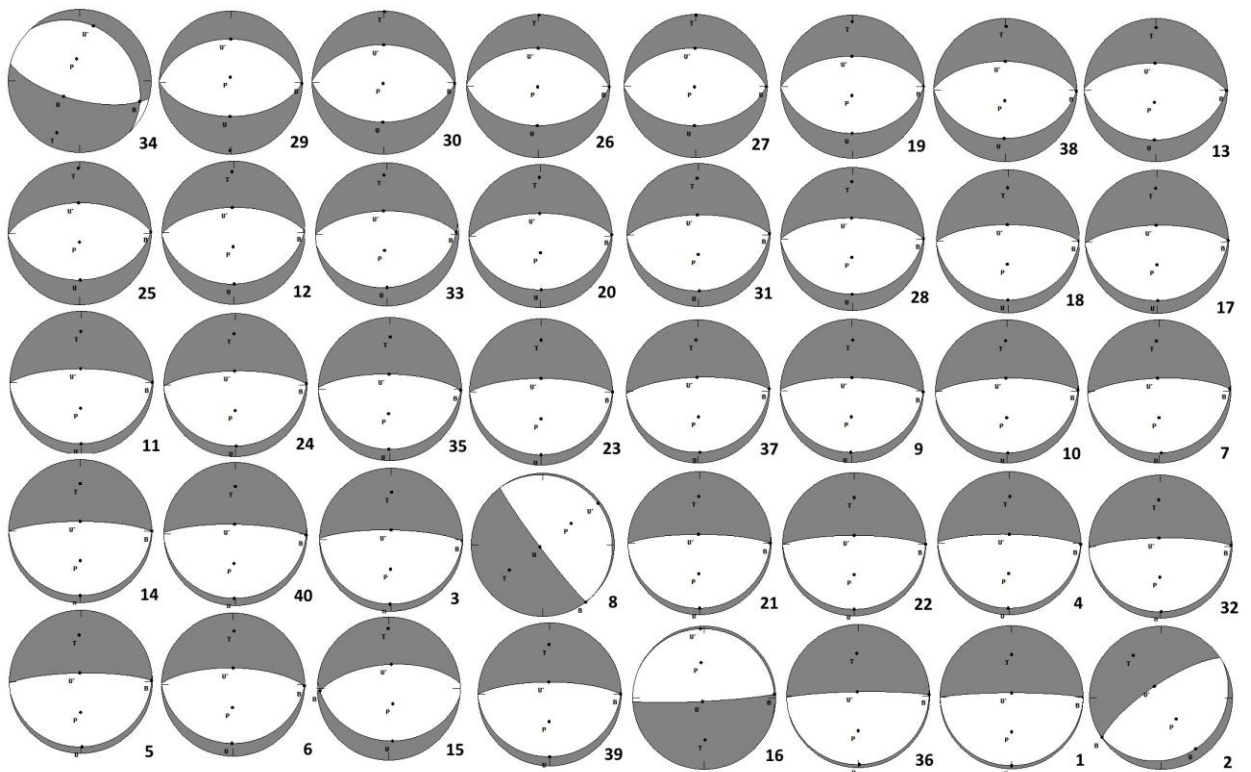 U' T T T T T T
U' U' U' U' U' U' U' U'
P P P P P P P P
U B B B B B B B B
T U U U U U U U
34 29 30 26 27 19 38 13
T T T T T T T T
U' U' U' U' U' U' U' U'
B B B B B B B B
P P P P P P P P
U U U U U U U U
25 12 33 20 31 28 18 17
T T T T T T T T
U' U' U' U' U' U' U' U'
B B B B B B B B
P P P P P P P P
U U U U U U U U
11 24 35 23 37 9 10 7
T T T U' T T T T
U' U' U' P U' U' U' U'
B B B U B B B B
P P P T P P P P
U U U B U U U U
14 40 3 8 21 22 4 32
T T T T U' T T T
U' U' U' U' P U' U' U'
B B B B U B B B B
P P P P T P P P
U U U U U U
5 6 15 39 16 36 1 2